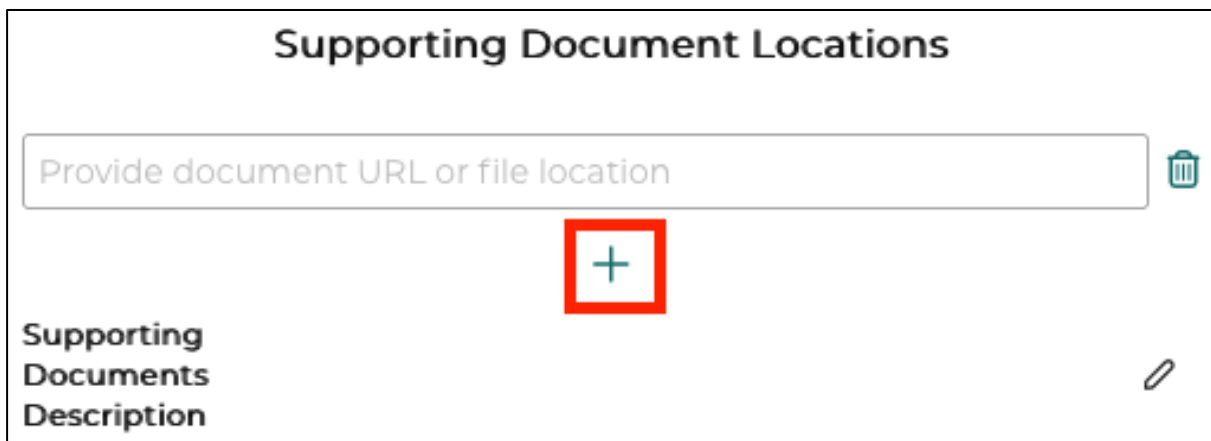 Supporting Document Locations
Provide document URL or file location
Supporting
Documents
Description